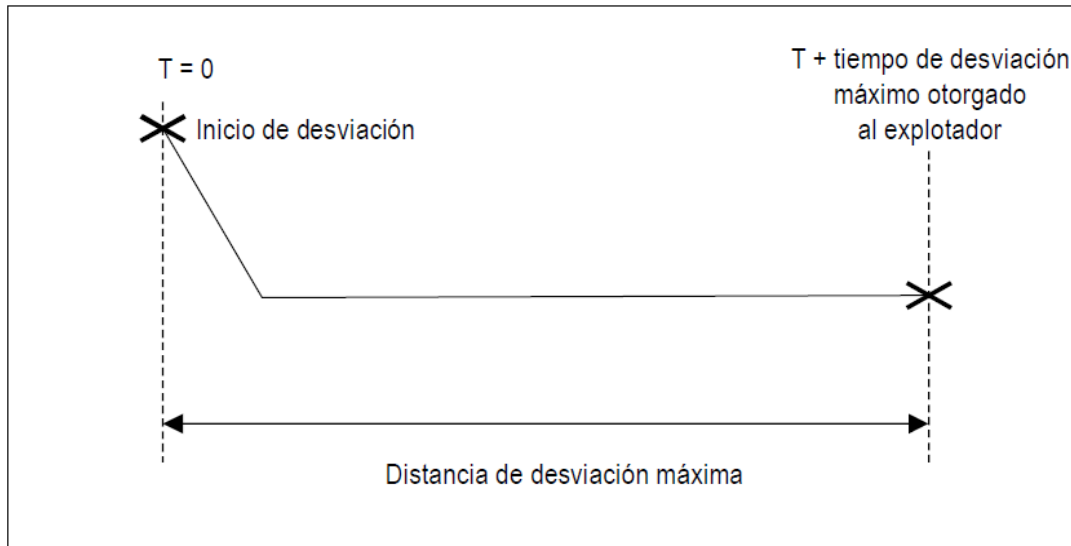 T = 0
Inicio de desviación
T + tiempo de desviación
máximo otorgado
al explotador
Distancia de desviación máxima